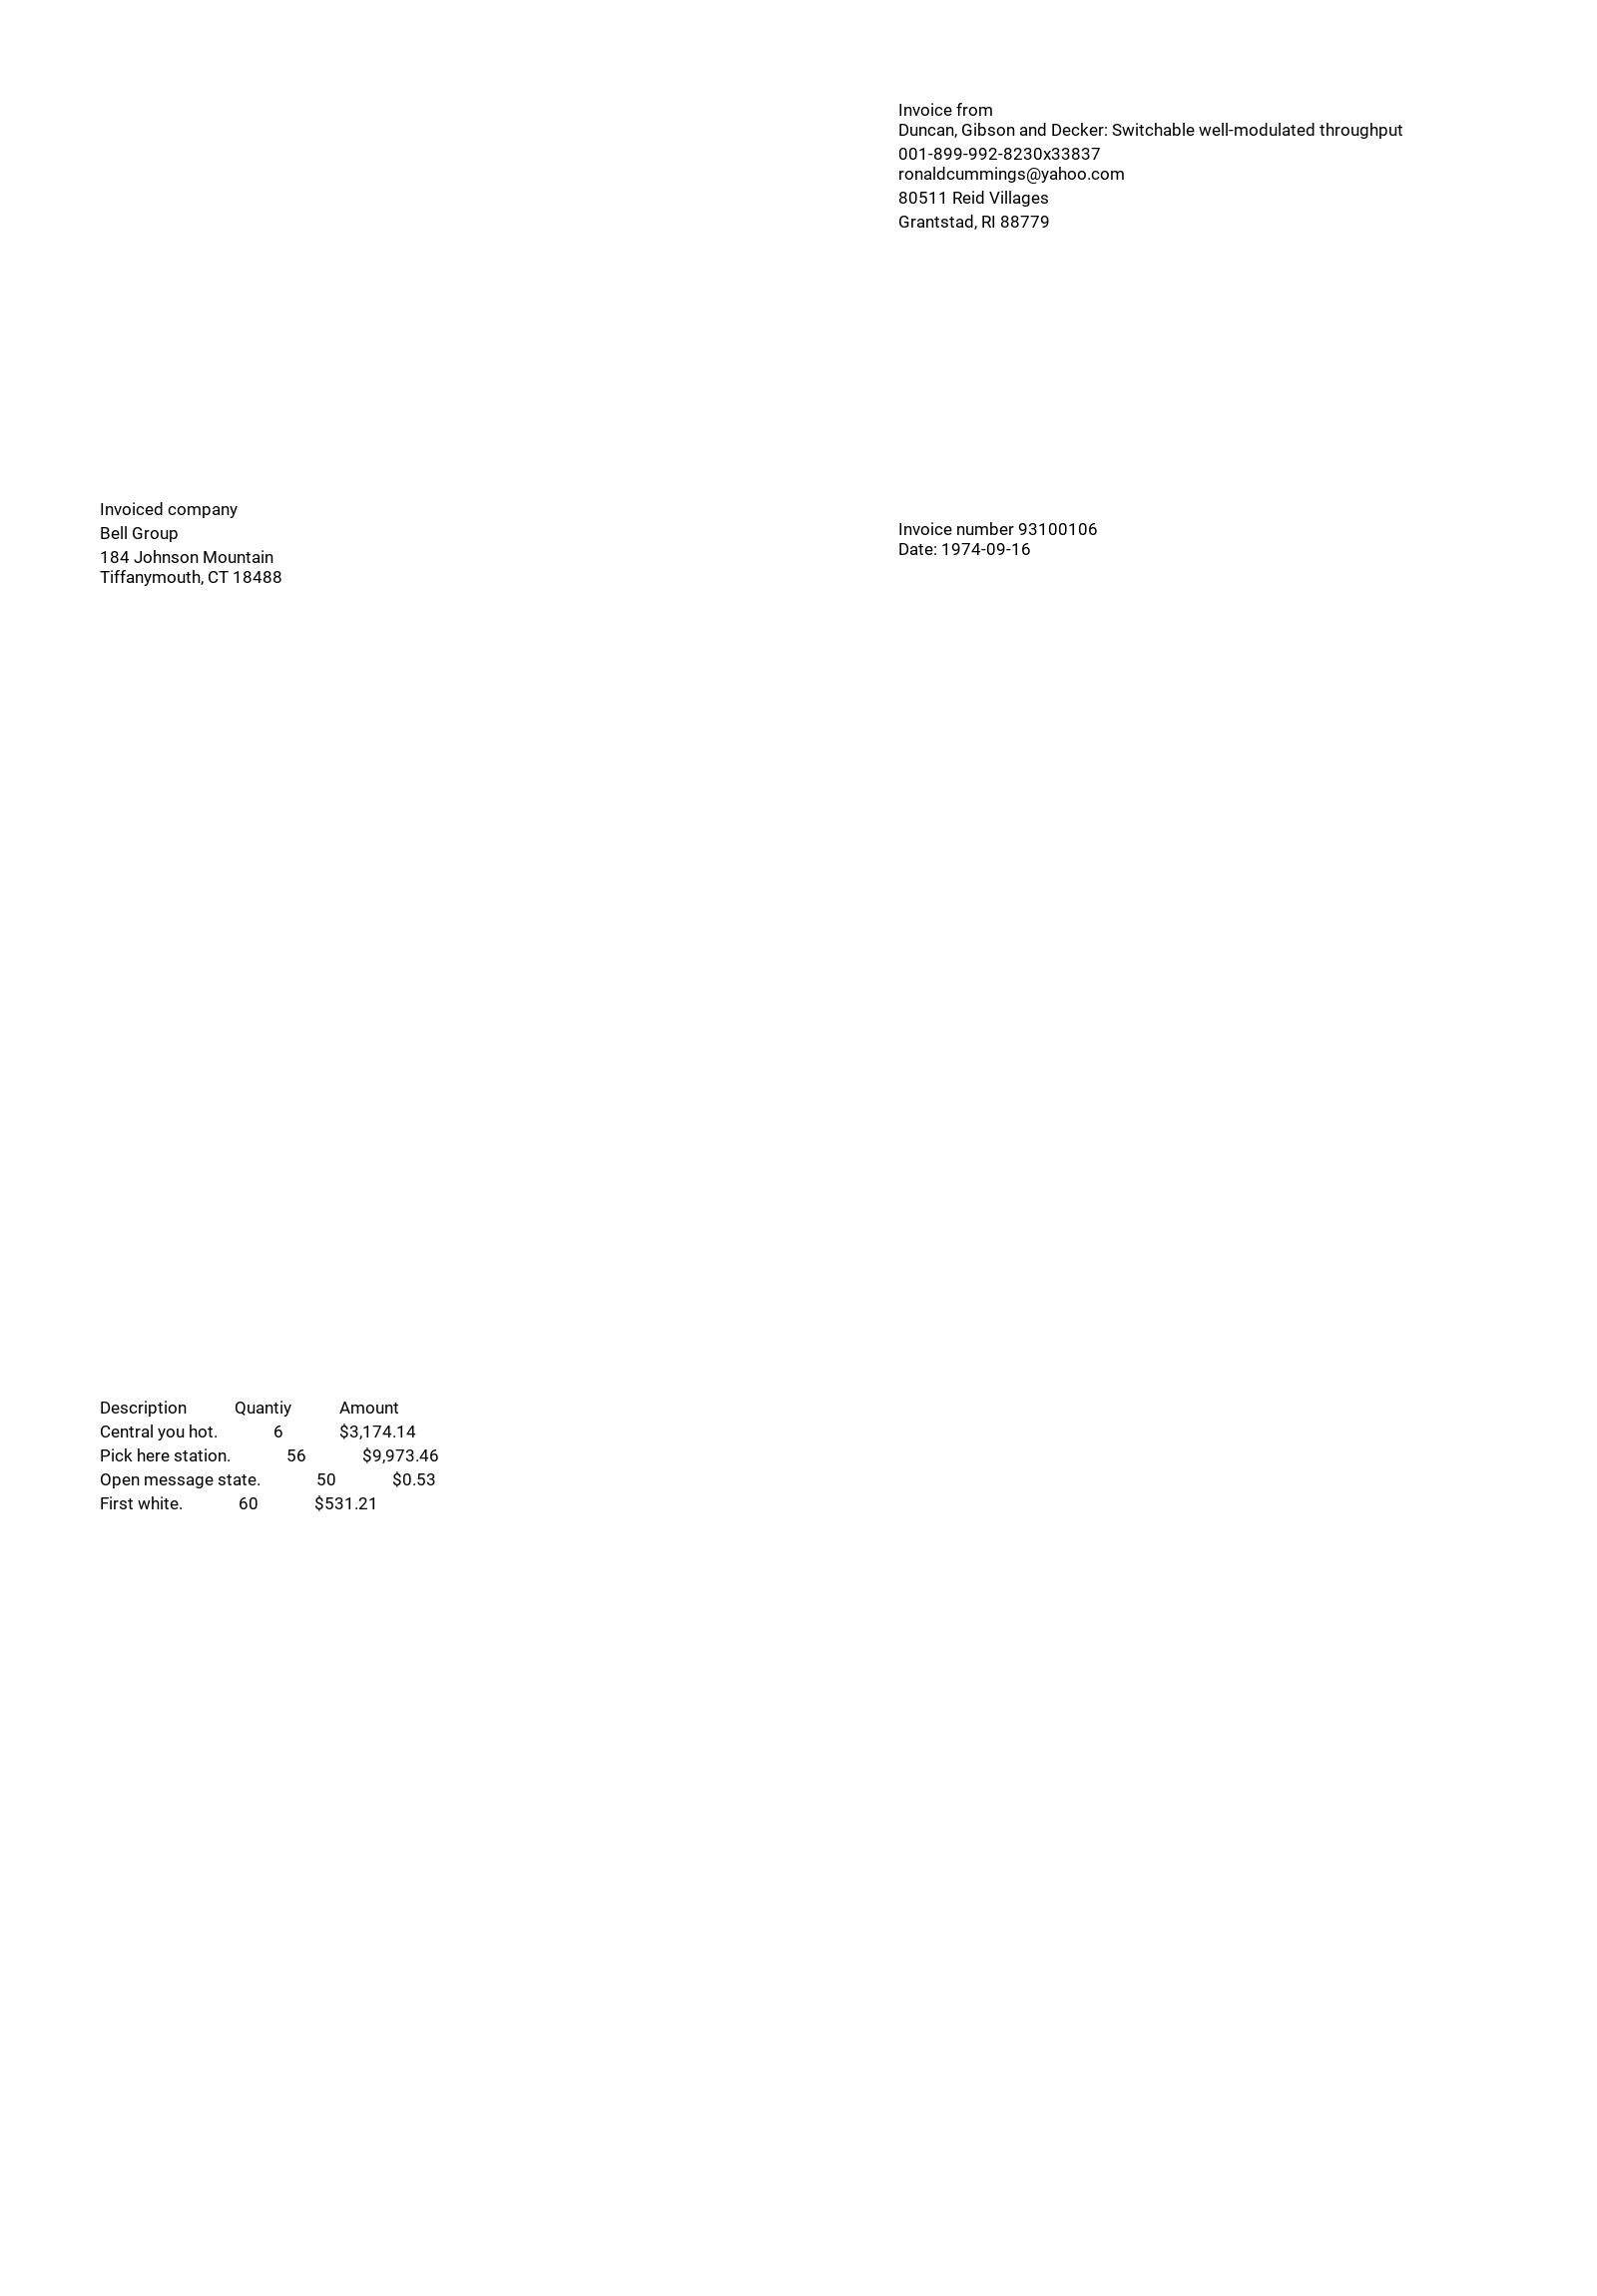 Invoice from
Duncan, Gibson and Decker: Switchable well-modulated throughput
001-899-992-8230x33837
ronaldcummings@yahoo.com
80511 Reid Villages
Grantstad, RI 88779
Invoiced company
Bell Group
184 Johnson Mountain
Tiffanymouth, CT 18488
Invoice number 93100106
Date: 1974-09-16
Description Quantiy Amount
Central you hot. 6 $3,174.14
Pick here station. 56 $9,973.46
Open message state. 50 $0.53
First white. 60 $531.21